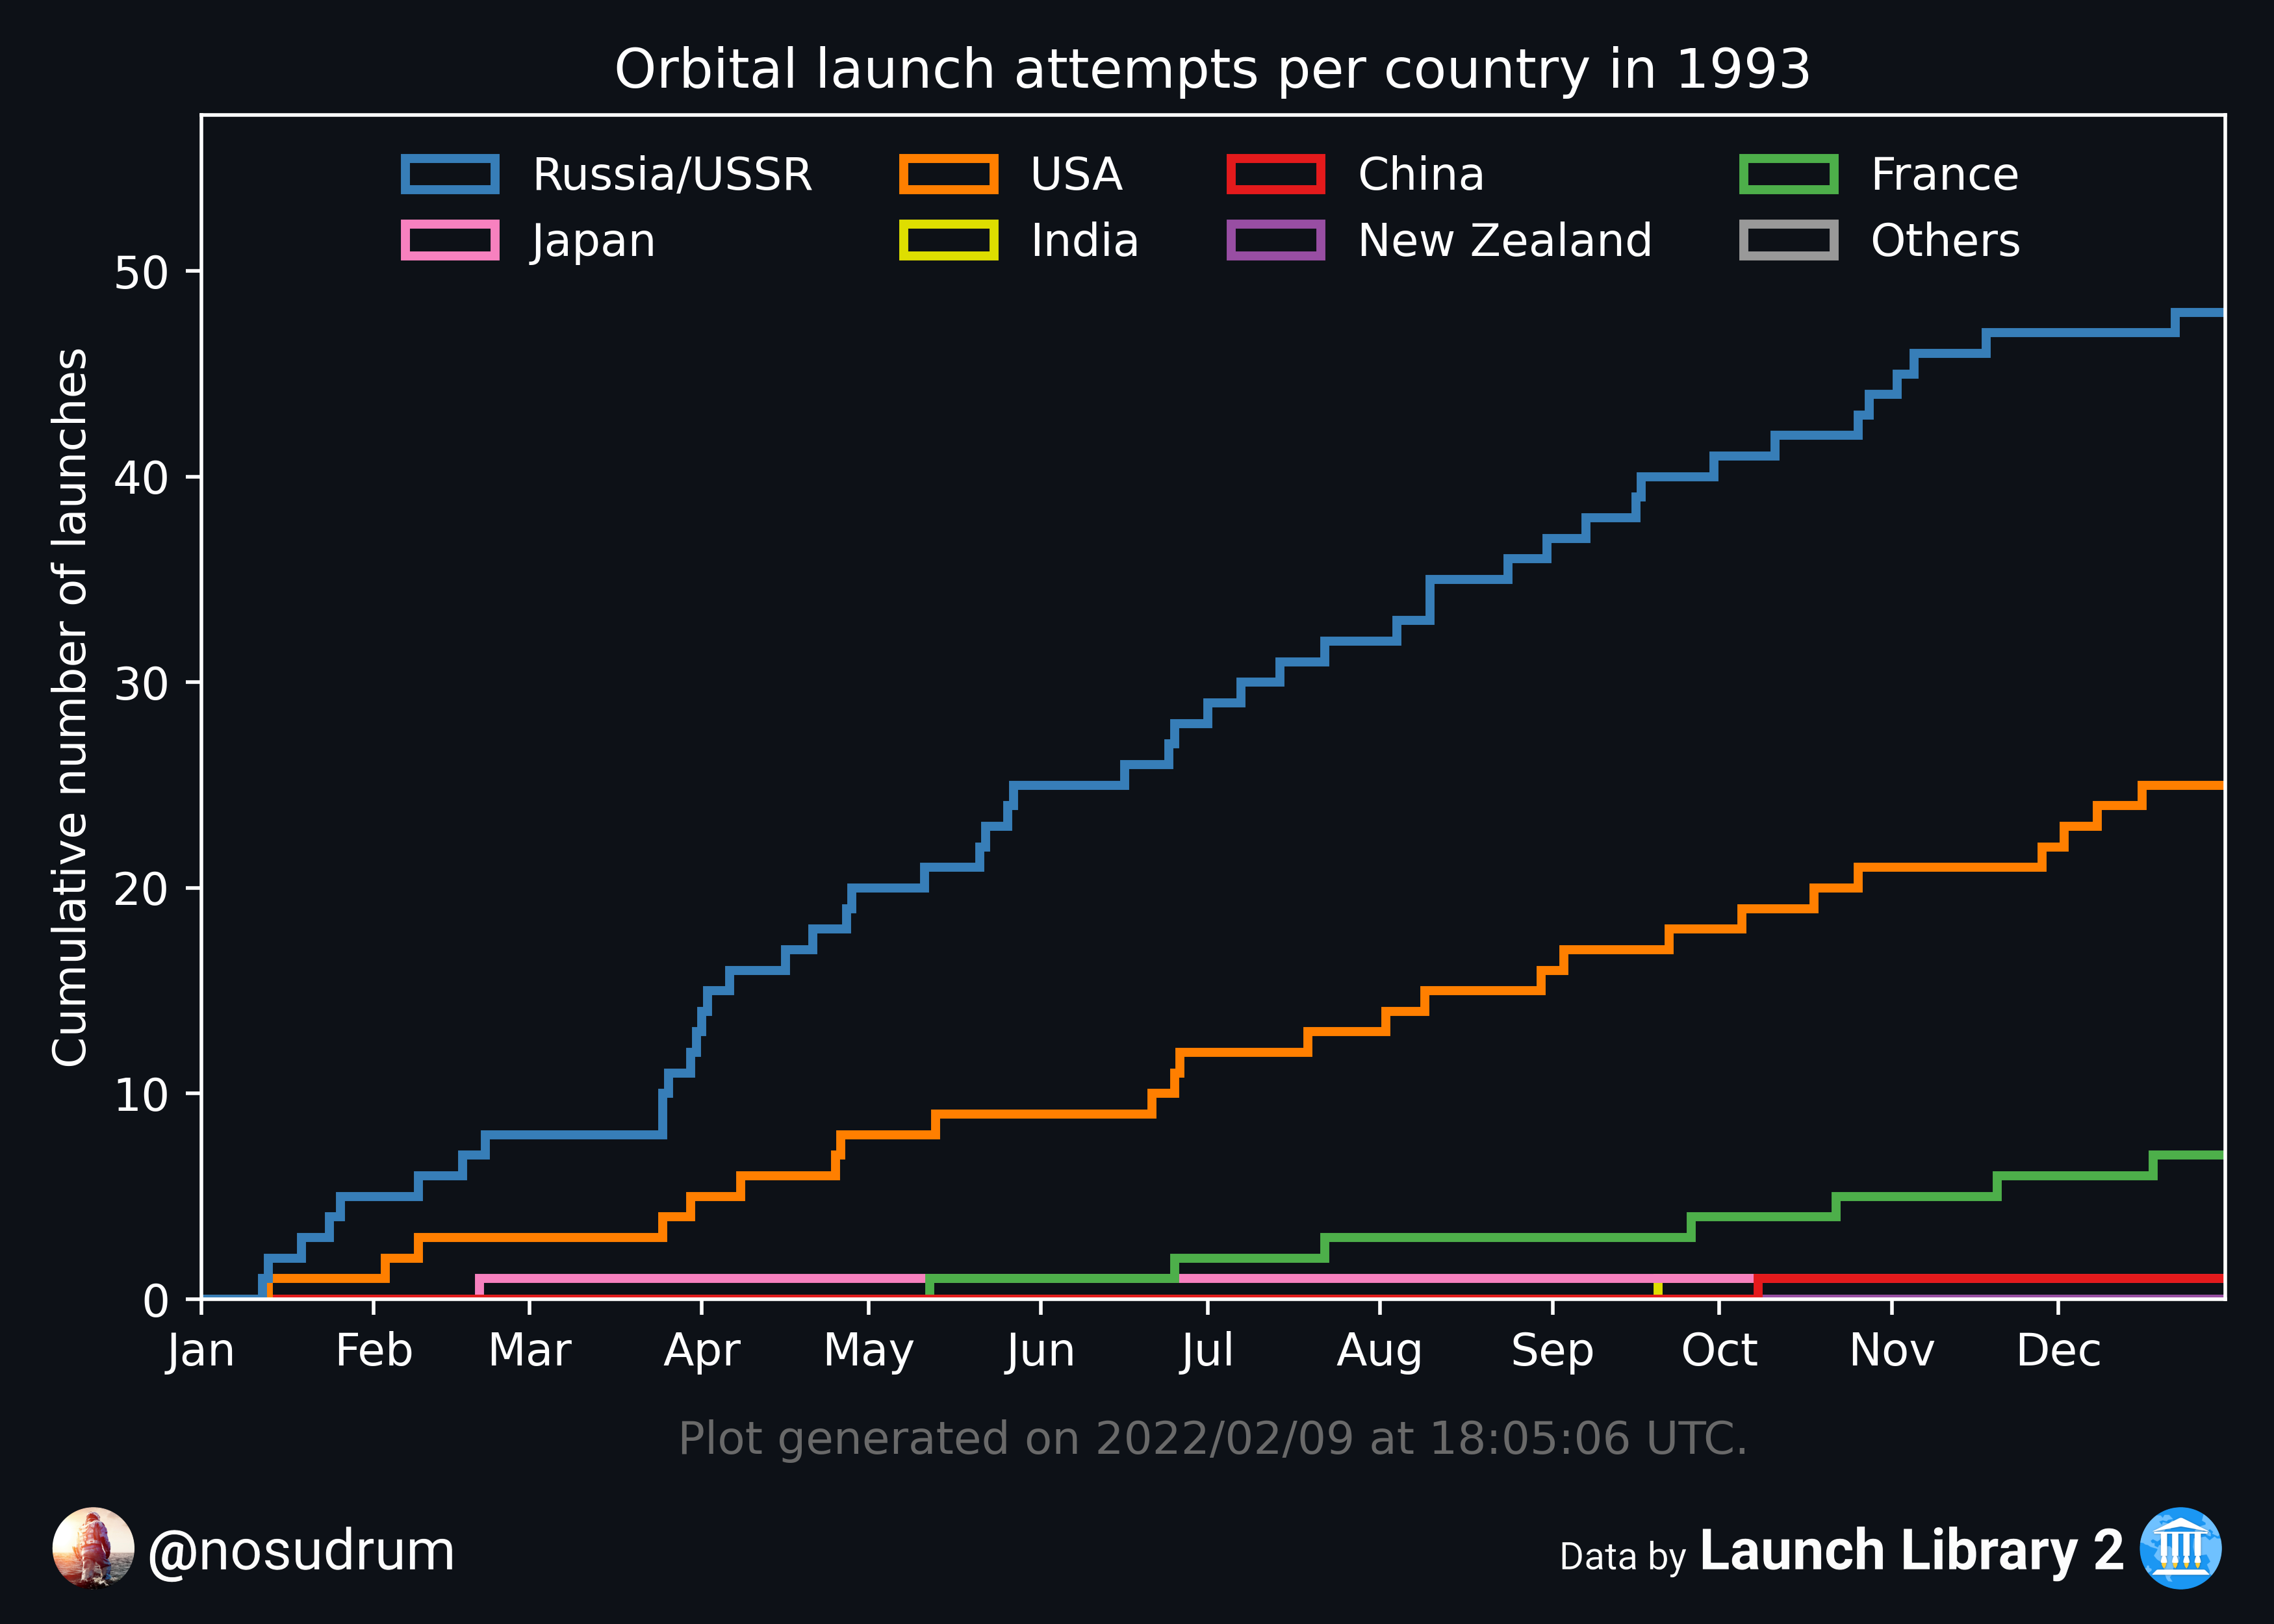 Orbital launch attempts per country in 1993
Russia/USSR USA China France
Japan India New Zealand Others
Cumulative number of launches
50
40
30
20
10
0
Jan Feb Mar Apr May Jun Jul Aug Sep Oct Nov Dec
Plot generated on 2022/02/09 at 18:05:06 UTC.
@nosudrum
Data by Launch Library 2